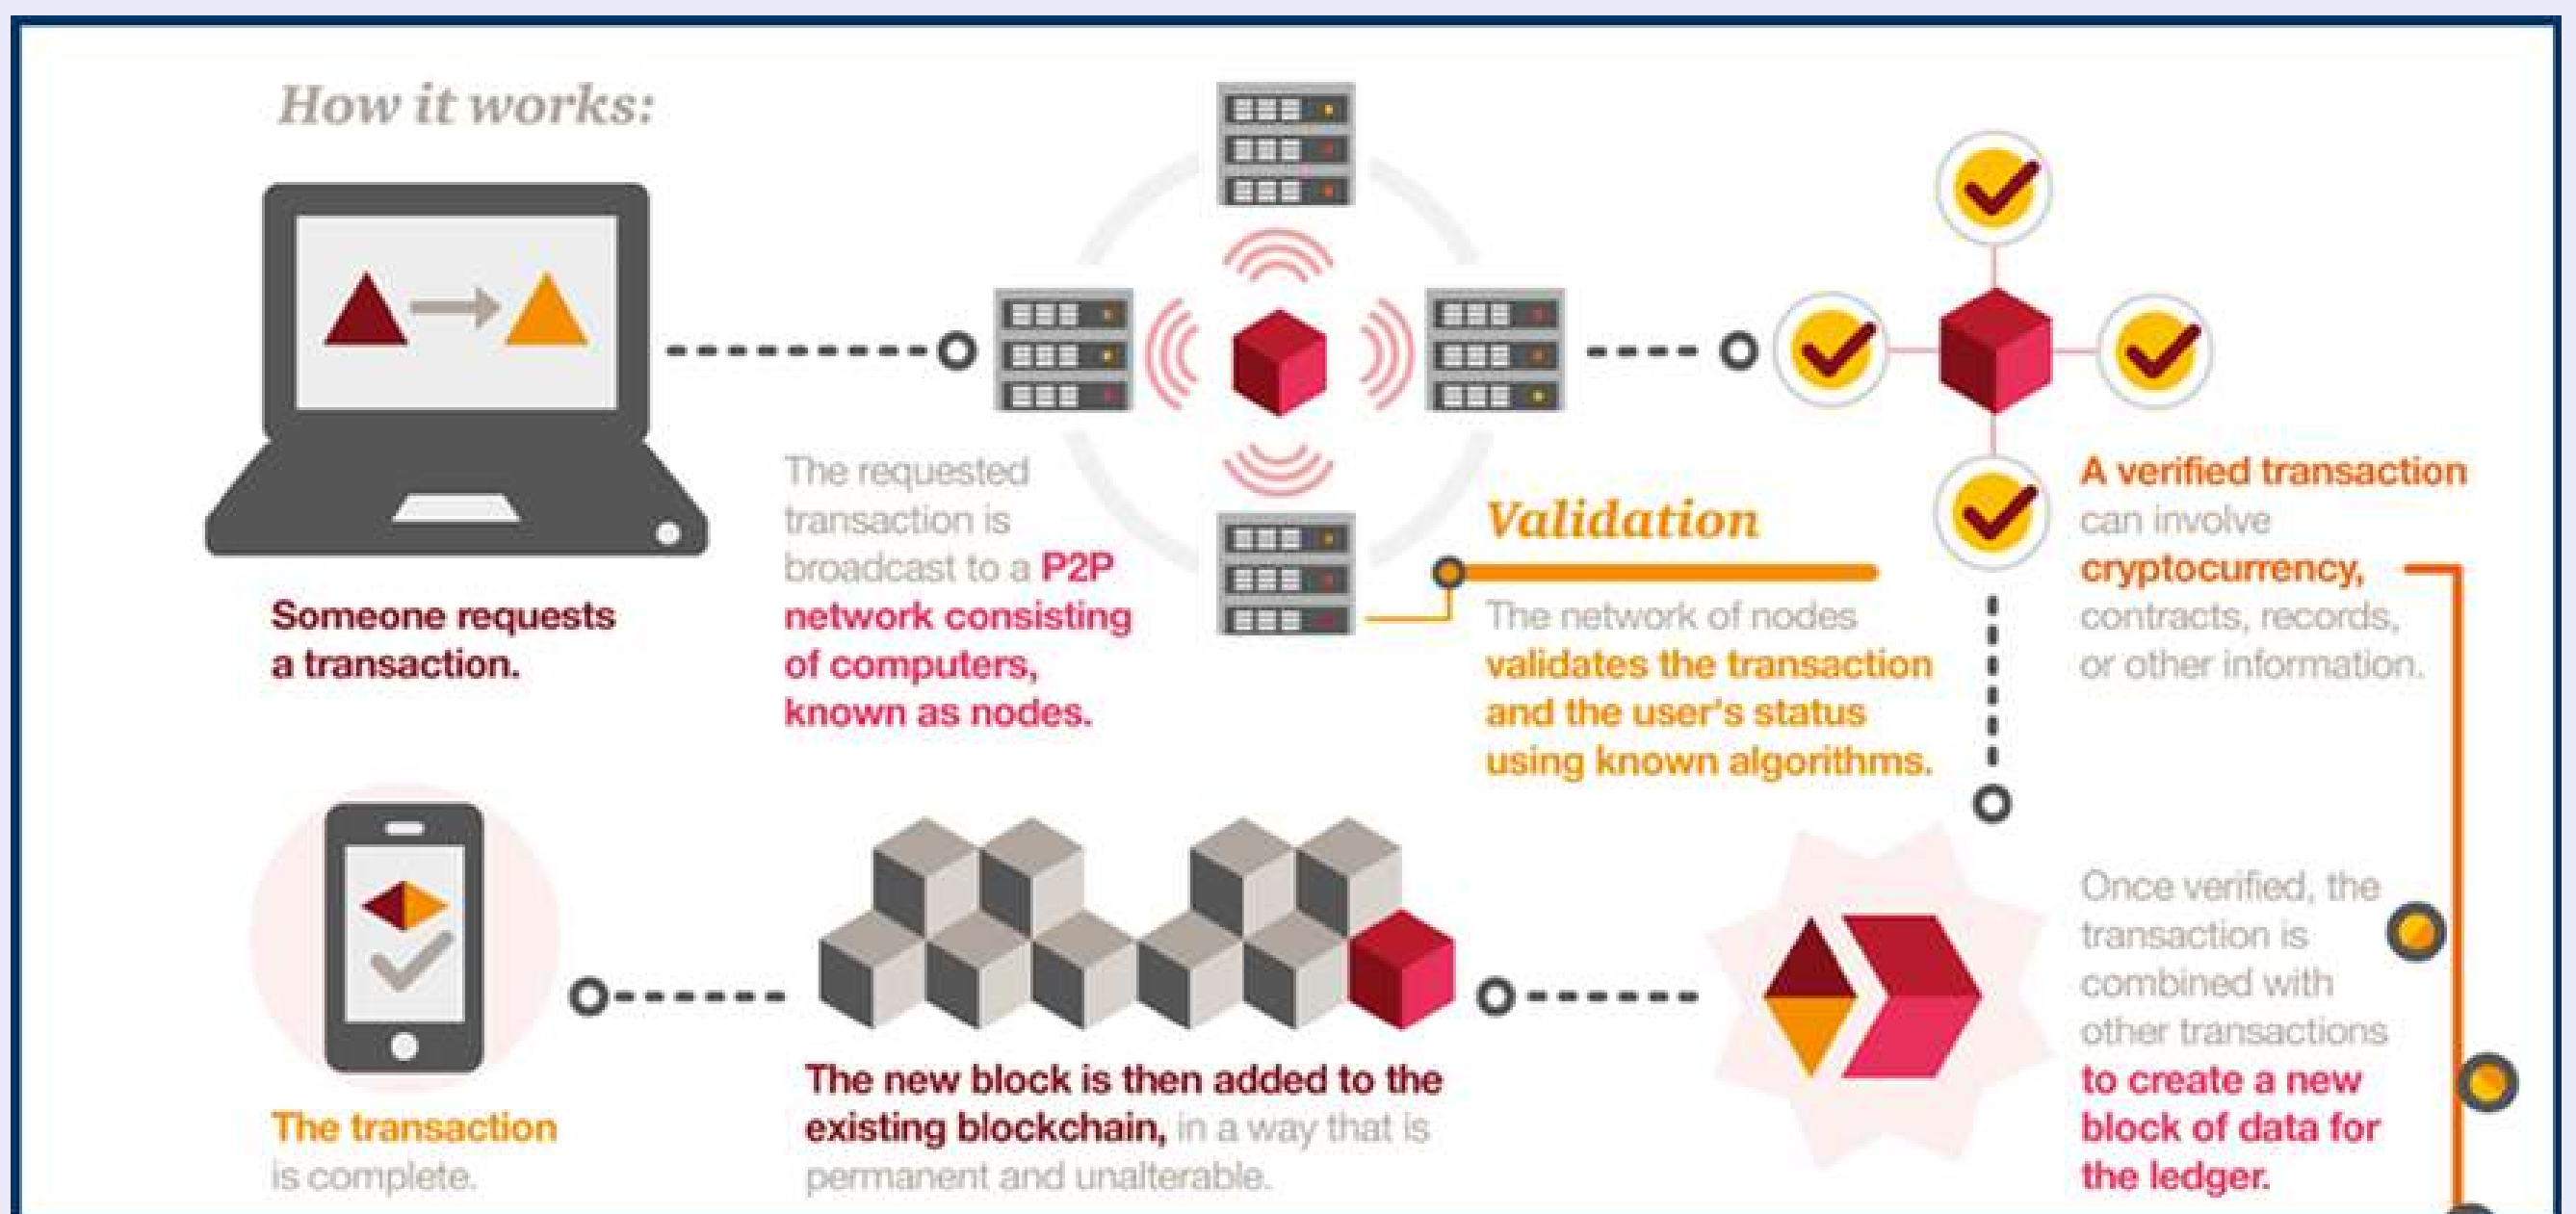 How it works:
Someone requests
a transaction.
The requested
transaction is
broadcast to a P2P
network consisting
of computers,
known as nodes.
Validation
The network of nodes
validates the transaction
and the user's status
using known algorithms.
A verified transaction
can involve
cryptocurrency,
contracts, records,
or other information.
Once verified, the
transaction is
combined with
other transactions
to create a new
block of data for
the ledger.
The new block is then added to the
existing blockchain, in a way that is
permanent and unalterable.
The transaction
is complete.